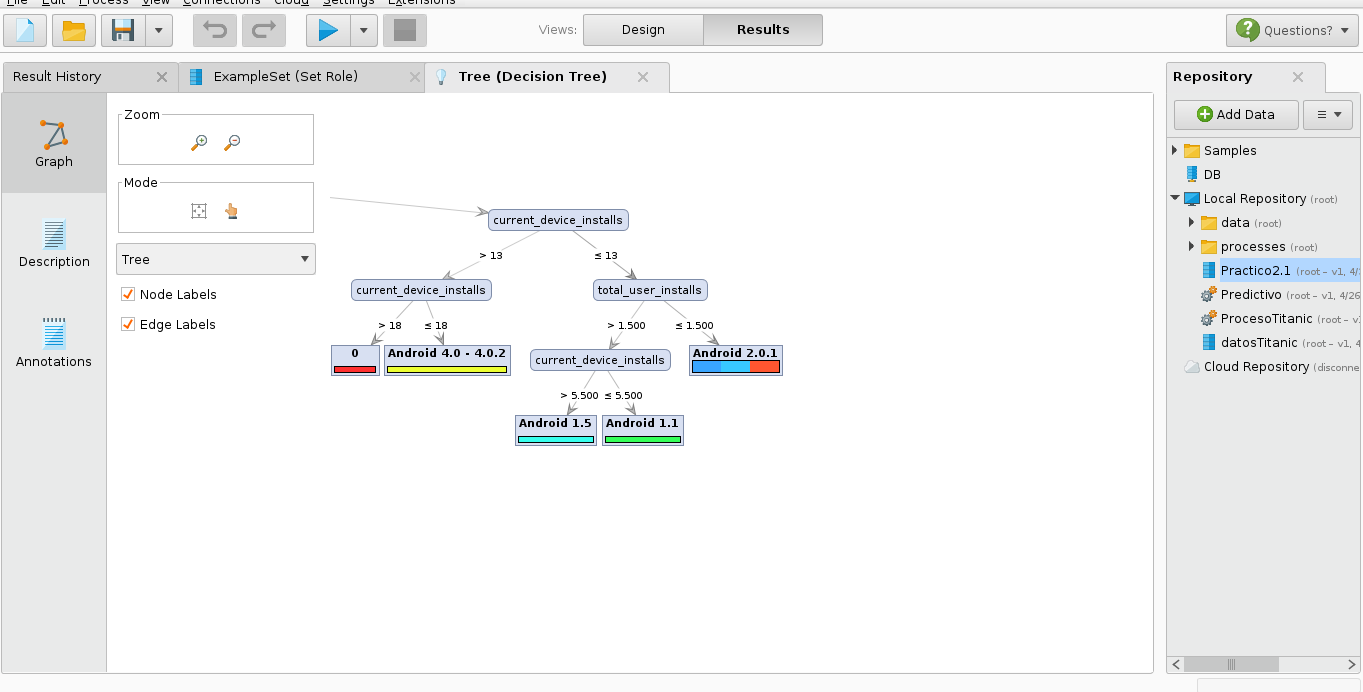 File Edit Process View Connections Cloud Settings Extensions
Views: Design Results
Questions?
Result History
ExampleSet (Set Role)
Tree (Decision Tree)
Repository
Graph
Description
Annotations
Zoom
Mode
Tree
Node Labels
Edge Labels
current_device_installs
> 13 ≤ 13
current_device_installs total_user_installs
> 18 ≤ 18 > 1.500 ≤ 1.500
0 Android 4.0 - 4.0.2 current_device_installs Android 2.0.1
> 5.500 ≤ 5.500
Android 1.5 Android 1.1
Add Data
Samples
DB
Local Repository (root)
data (root)
processes (root)
Practico2.1 (root – v1, 4/
Predictivo (root – v1, 4/26
ProcesoTitanic (root – v
datosTitanic (root – v1, 4
Cloud Repository (disconne